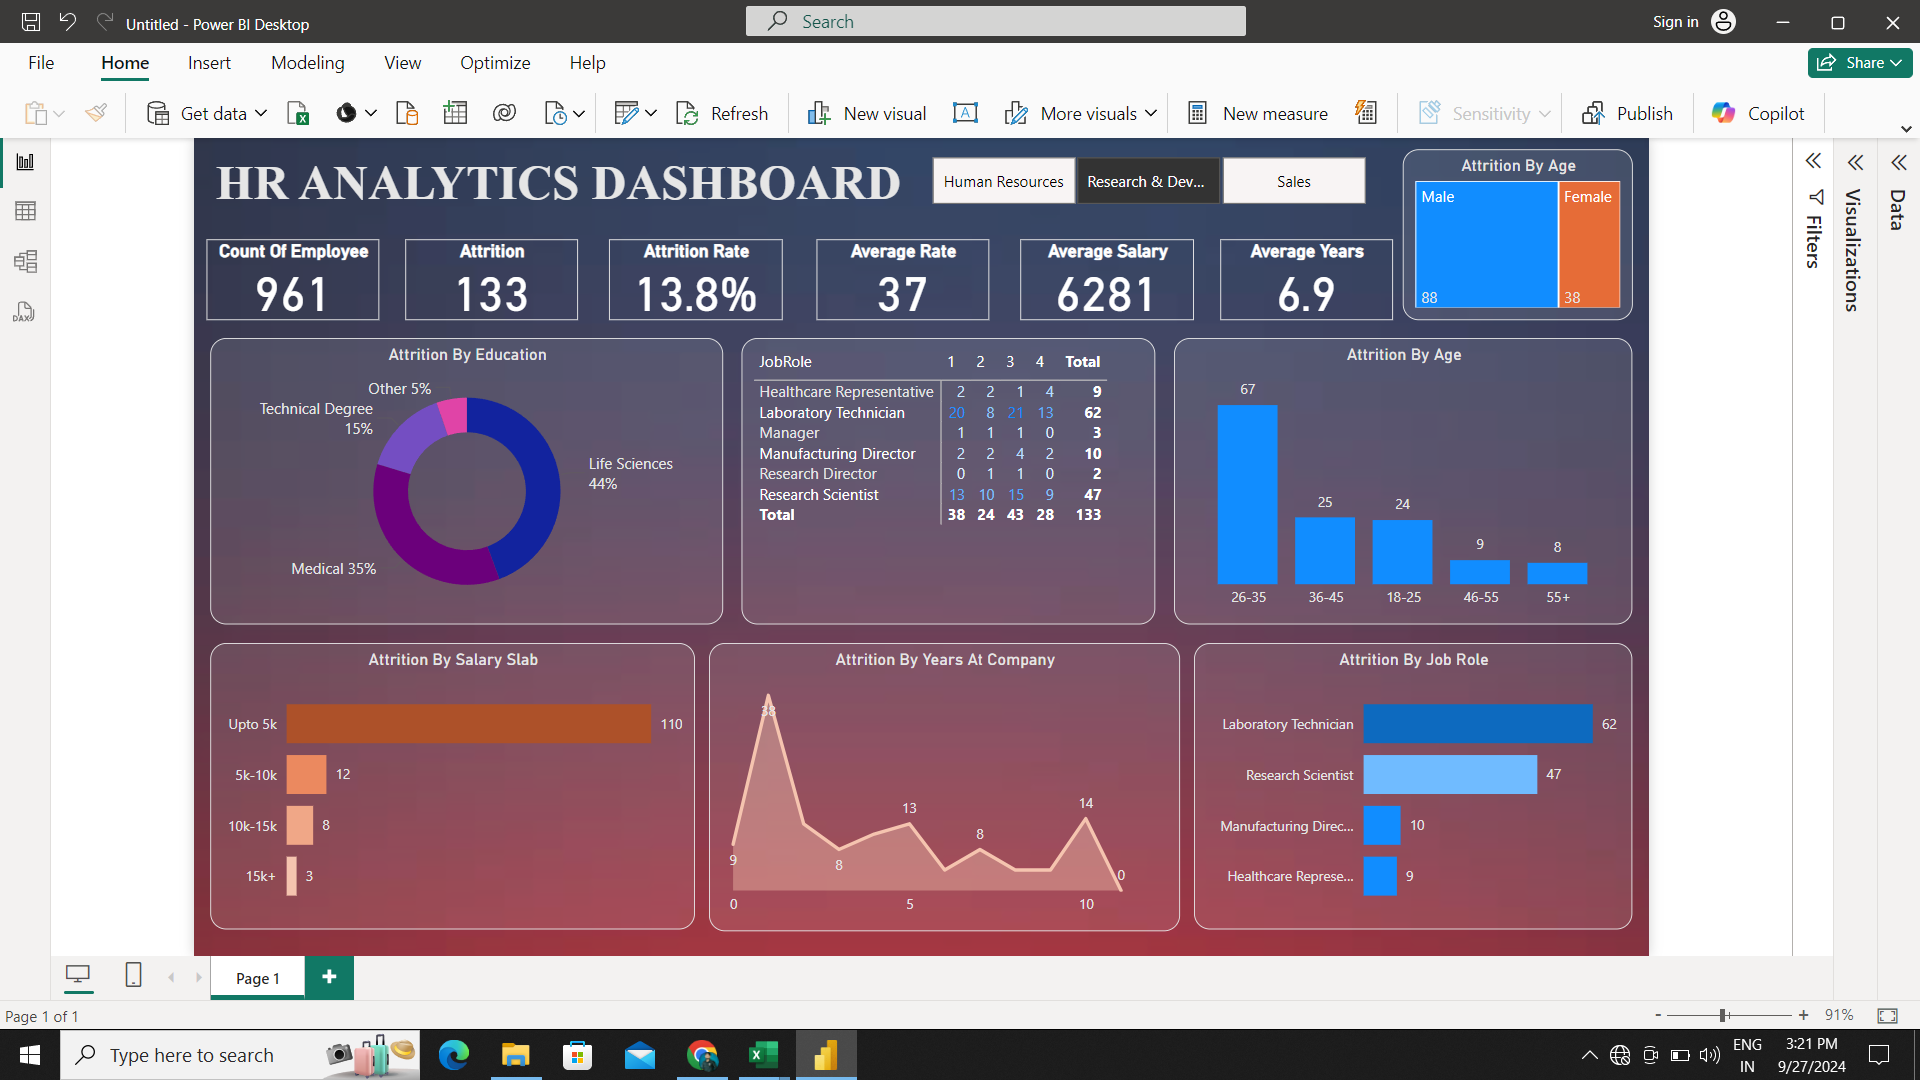 Untitled - Power BI Desktop
Search
Sign in
File
Home
Insert
Modeling
View
Optimize
Help
Share
Get data
Refresh
New visual
More visuals
New measure
Sensitivity
Publish
Copilot
DAX
HR ANALYTICS DASHBOARD
Human Resources
Research & Dev...
Sales
Count Of Employee
961
Attrition
133
Attrition Rate
13.8%
Average Rate
37
Average Salary
6281
Average Years
6.9
Attrition By Age
Male
Female
88
38
Filters
Visualizations
Data
Attrition By Education
Other 5%
Technical Degree
15%
Life Sciences
44%
Medical 35%
JobRole 1 2 3 4 Total
Healthcare Representative 2 2 1 4 9
Laboratory Technician 20 8 21 13 62
Manager 1 1 1 0 3
Manufacturing Director 2 2 4 2 10
Research Director 0 1 1 0 2
Research Scientist 13 10 15 9 47
Total 38 24 43 28 133
Attrition By Age
67
25
24
9
8
26-35
36-45
18-25
46-55
55+
Attrition By Salary Slab
Upto 5k 110
5k-10k 12
10k-15k 8
15k+ 3
Attrition By Years At Company
38
13
14
8
9
8
0
0
5
10
Attrition By Job Role
Laboratory Technician 62
Research Scientist 47
Manufacturing Direc... 10
Healthcare Represe... 9
Page 1
+
Page 1 of 1
- + 91%
Type here to search
ENG
IN
3:21 PM
9/27/2024